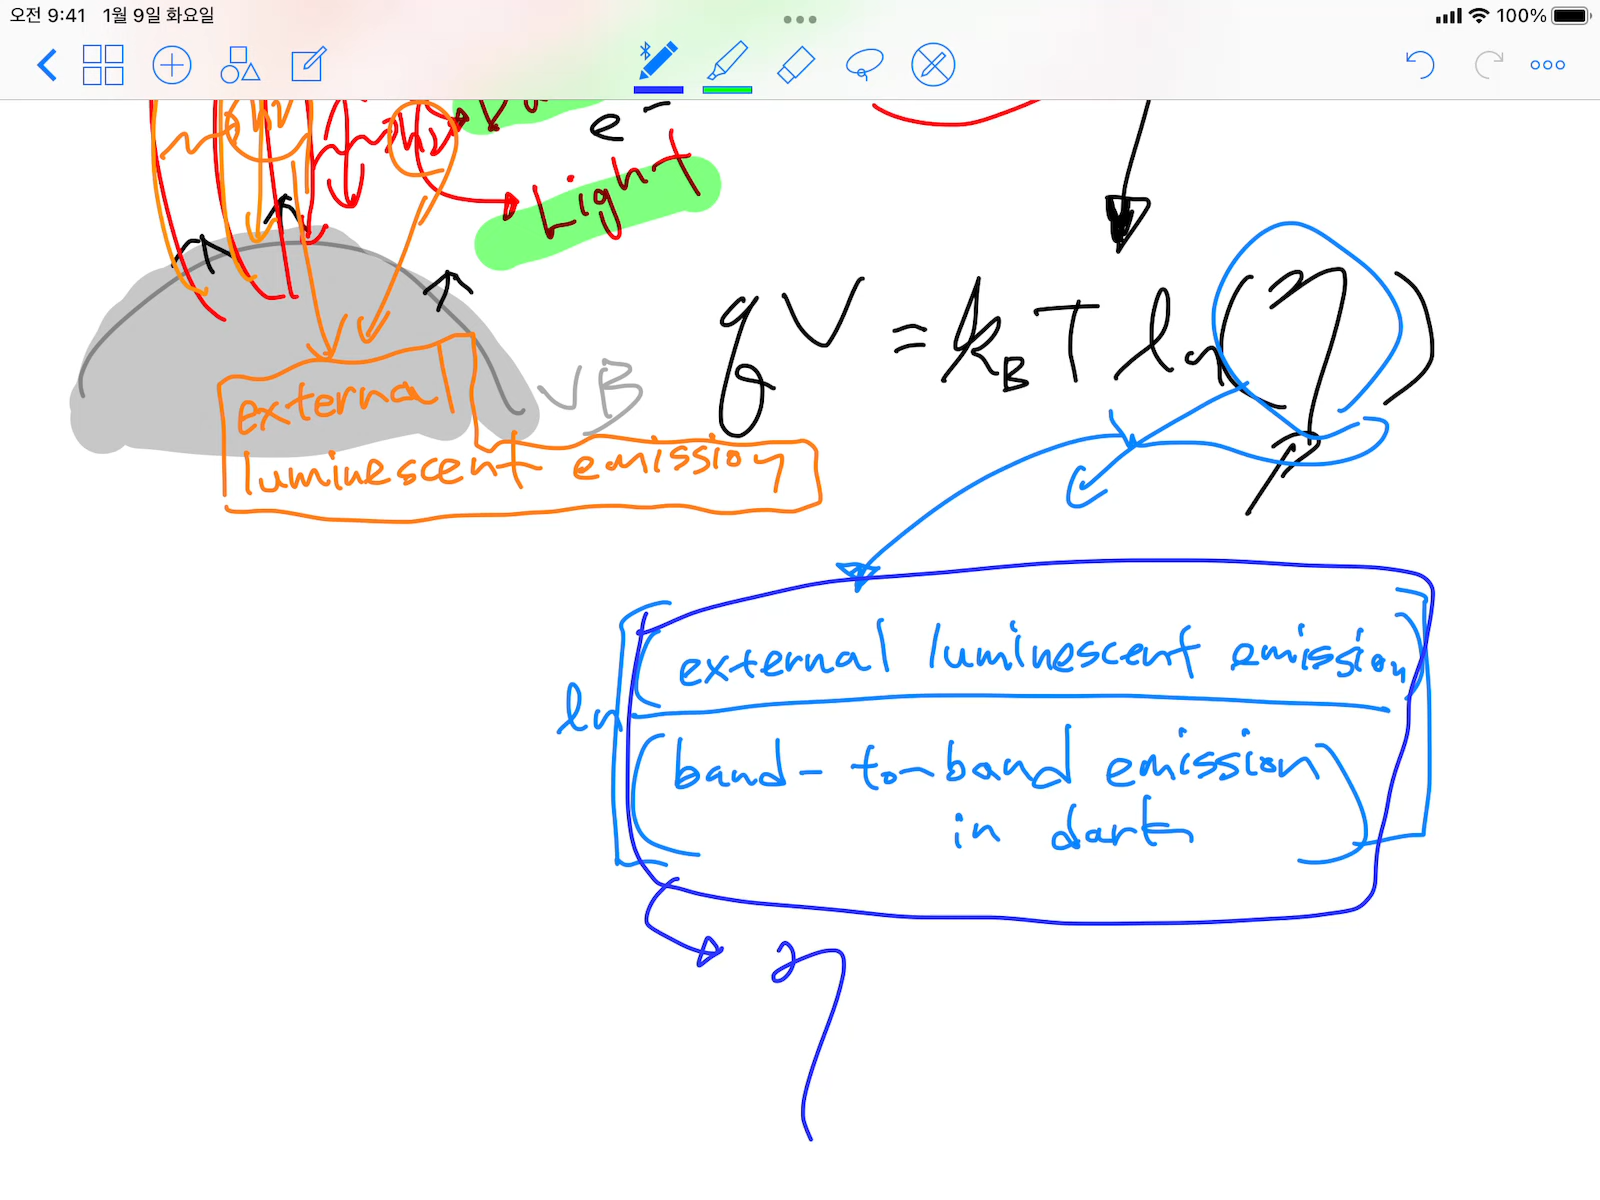 오전 9:41 1월 9일 화요일
100%
e⁻
Light
qV = k_B T ln(η)
VB
external
luminescent emission
ln
(external luminescent emission)
(band-to-band emission
in dark)
η